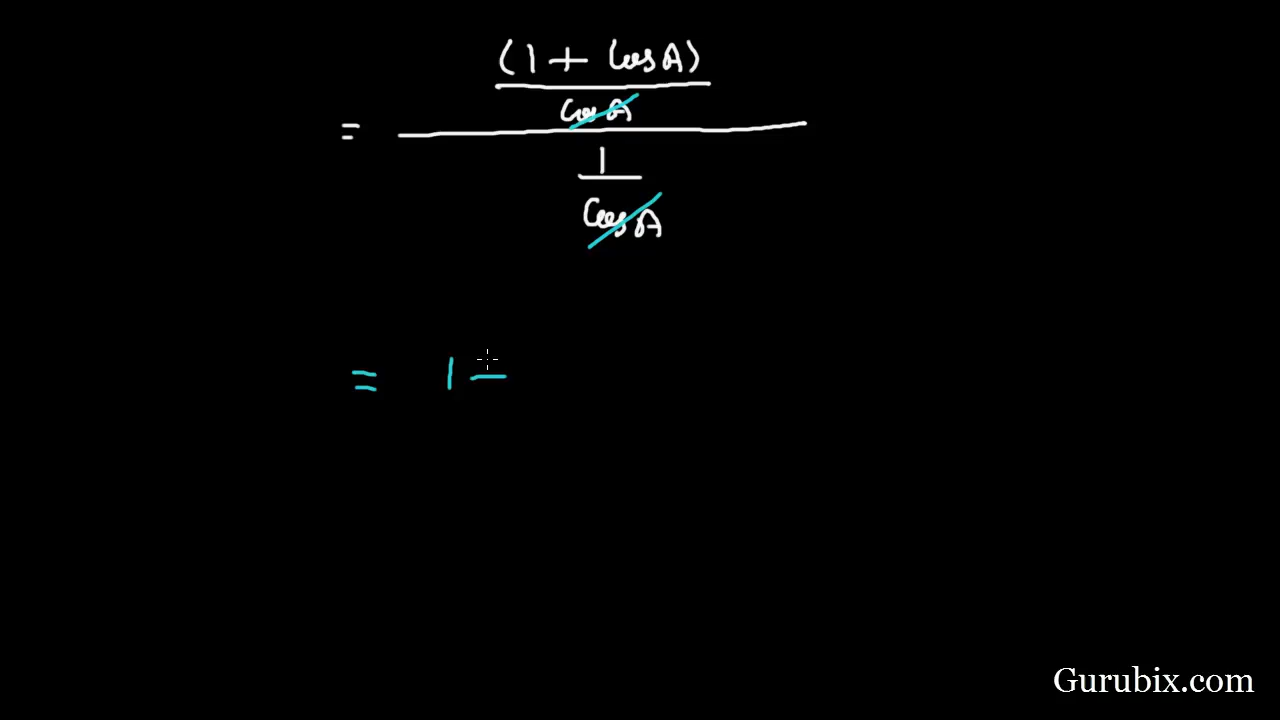 (1 + cos A)
cos A
=
1
cos A
= 1 –
Gurubix.com